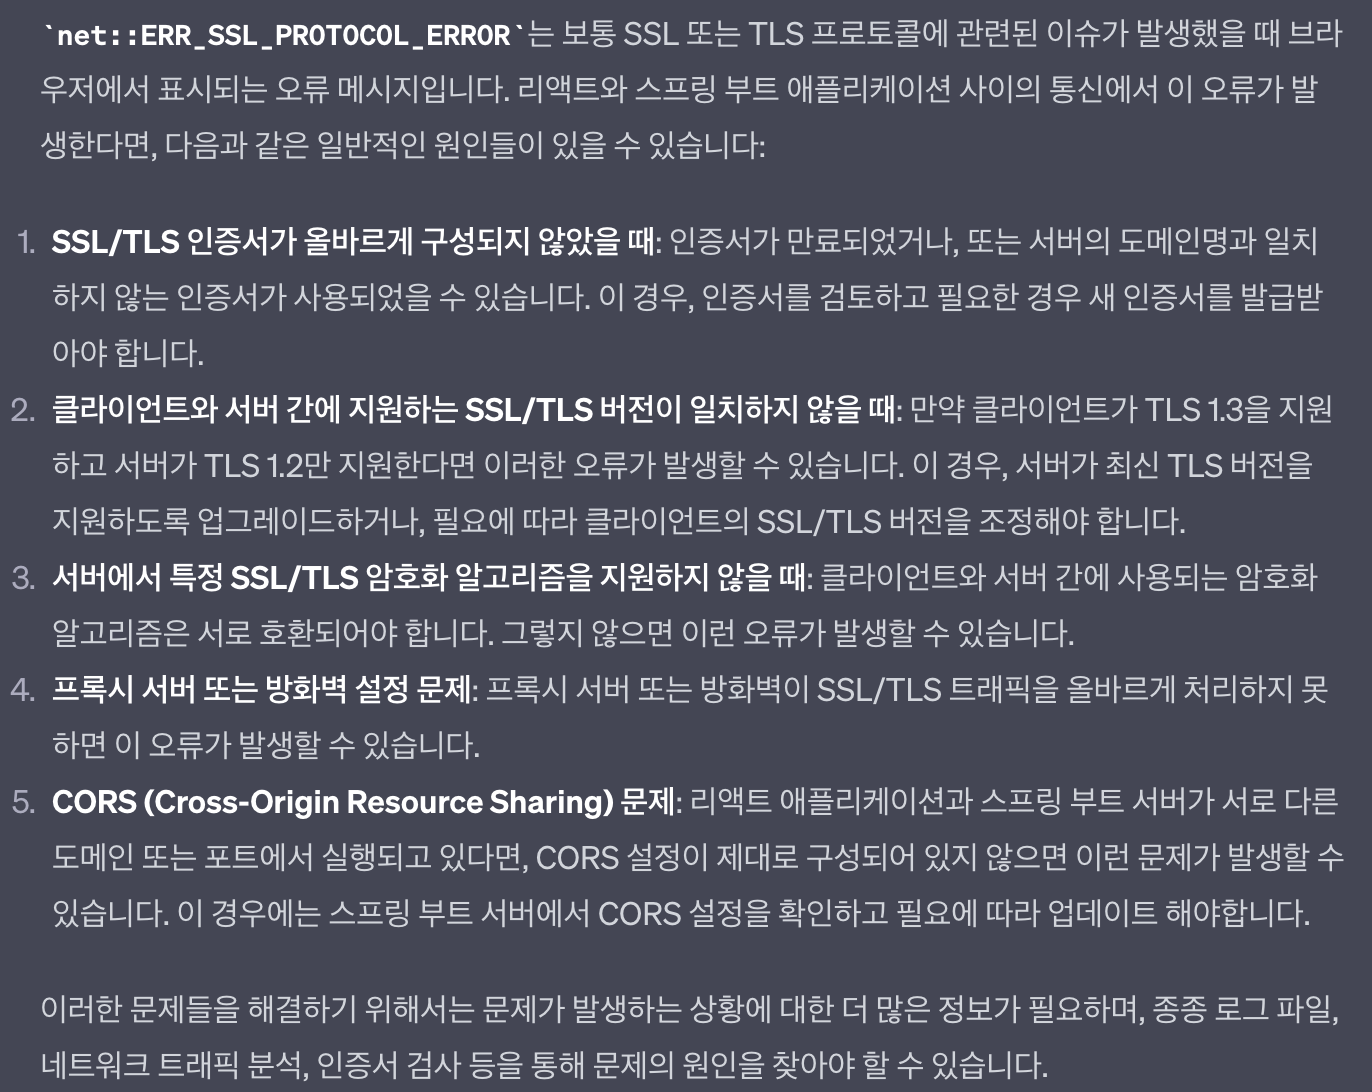 `net::ERR_SSL_PROTOCOL_ERROR`는 보통 SSL 또는 TLS 프로토콜에 관련된 이슈가 발생했을 때 브라
우저에서 표시되는 오류 메시지입니다. 리액트와 스프링 부트 애플리케이션 사이의 통신에서 이 오류가 발
생한다면, 다음과 같은 일반적인 원인들이 있을 수 있습니다:
1. SSL/TLS 인증서가 올바르게 구성되지 않았을 때: 인증서가 만료되었거나, 또는 서버의 도메인명과 일치
하지 않는 인증서가 사용되었을 수 있습니다. 이 경우, 인증서를 검토하고 필요한 경우 새 인증서를 발급받
아야 합니다.
2. 클라이언트와 서버 간에 지원하는 SSL/TLS 버전이 일치하지 않을 때: 만약 클라이언트가 TLS 1.3을 지원
하고 서버가 TLS 1.2만 지원한다면 이러한 오류가 발생할 수 있습니다. 이 경우, 서버가 최신 TLS 버전을
지원하도록 업그레이드하거나, 필요에 따라 클라이언트의 SSL/TLS 버전을 조정해야 합니다.
3. 서버에서 특정 SSL/TLS 암호화 알고리즘을 지원하지 않을 때: 클라이언트와 서버 간에 사용되는 암호화
알고리즘은 서로 호환되어야 합니다. 그렇지 않으면 이런 오류가 발생할 수 있습니다.
4. 프록시 서버 또는 방화벽 설정 문제: 프록시 서버 또는 방화벽이 SSL/TLS 트래픽을 올바르게 처리하지 못
하면 이 오류가 발생할 수 있습니다.
5. CORS (Cross-Origin Resource Sharing) 문제: 리액트 애플리케이션과 스프링 부트 서버가 서로 다른
도메인 또는 포트에서 실행되고 있다면, CORS 설정이 제대로 구성되어 있지 않으면 이런 문제가 발생할 수
있습니다. 이 경우에는 스프링 부트 서버에서 CORS 설정을 확인하고 필요에 따라 업데이트 해야합니다.
이러한 문제들을 해결하기 위해서는 문제가 발생하는 상황에 대한 더 많은 정보가 필요하며, 종종 로그 파일,
네트워크 트래픽 분석, 인증서 검사 등을 통해 문제의 원인을 찾아야 할 수 있습니다.